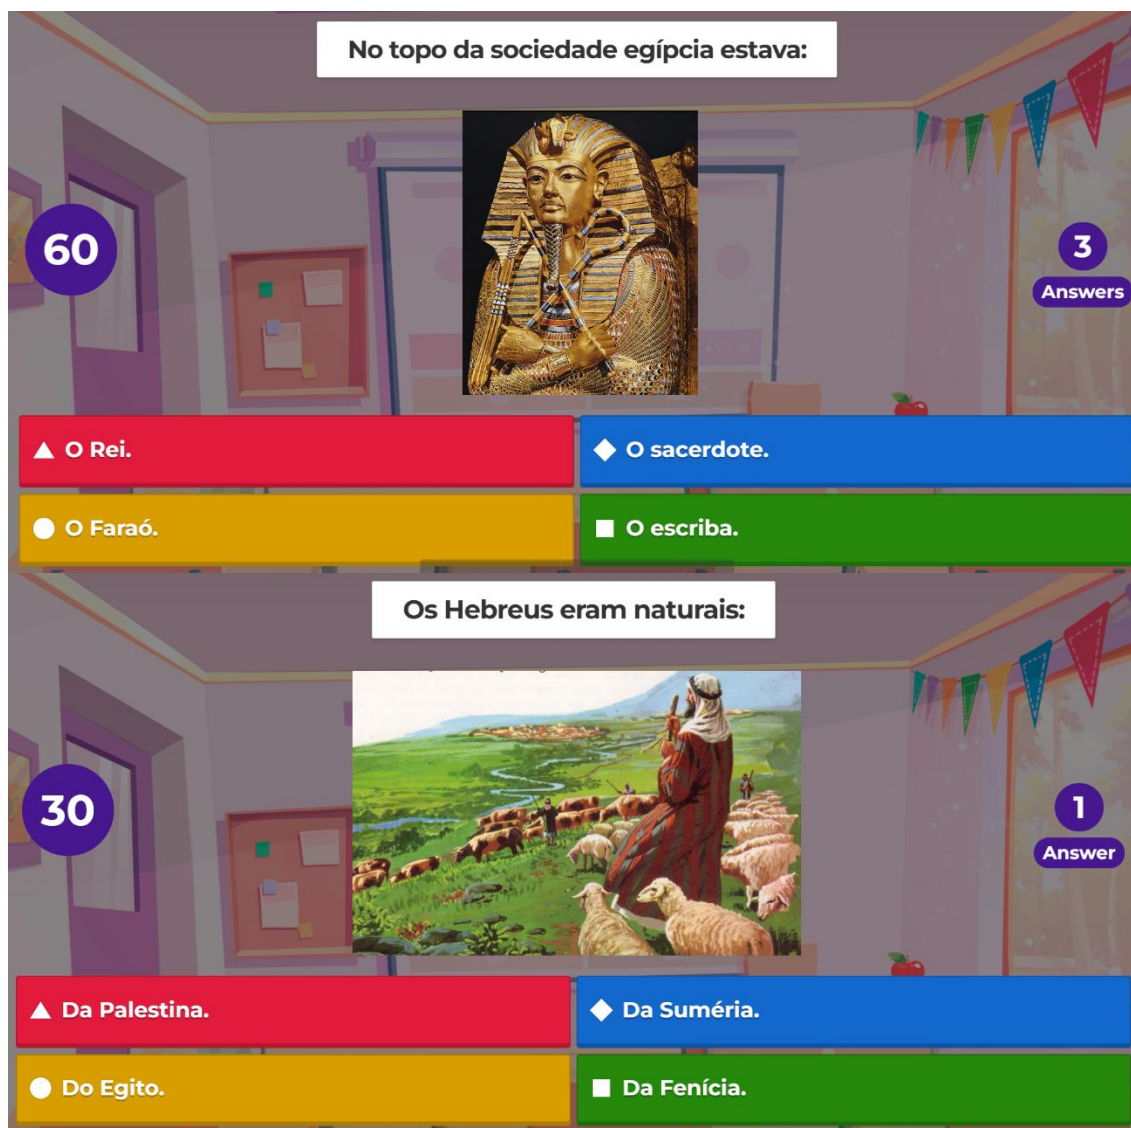 No topo da sociedade egípcia estava:
60
3
Answers
O Rei.
O sacerdote.
O Faraó.
O escriba.
Os Hebreus eram naturais:
30
1
Answer
Da Palestina.
Da Suméria.
Do Egito.
Da Fenícia.